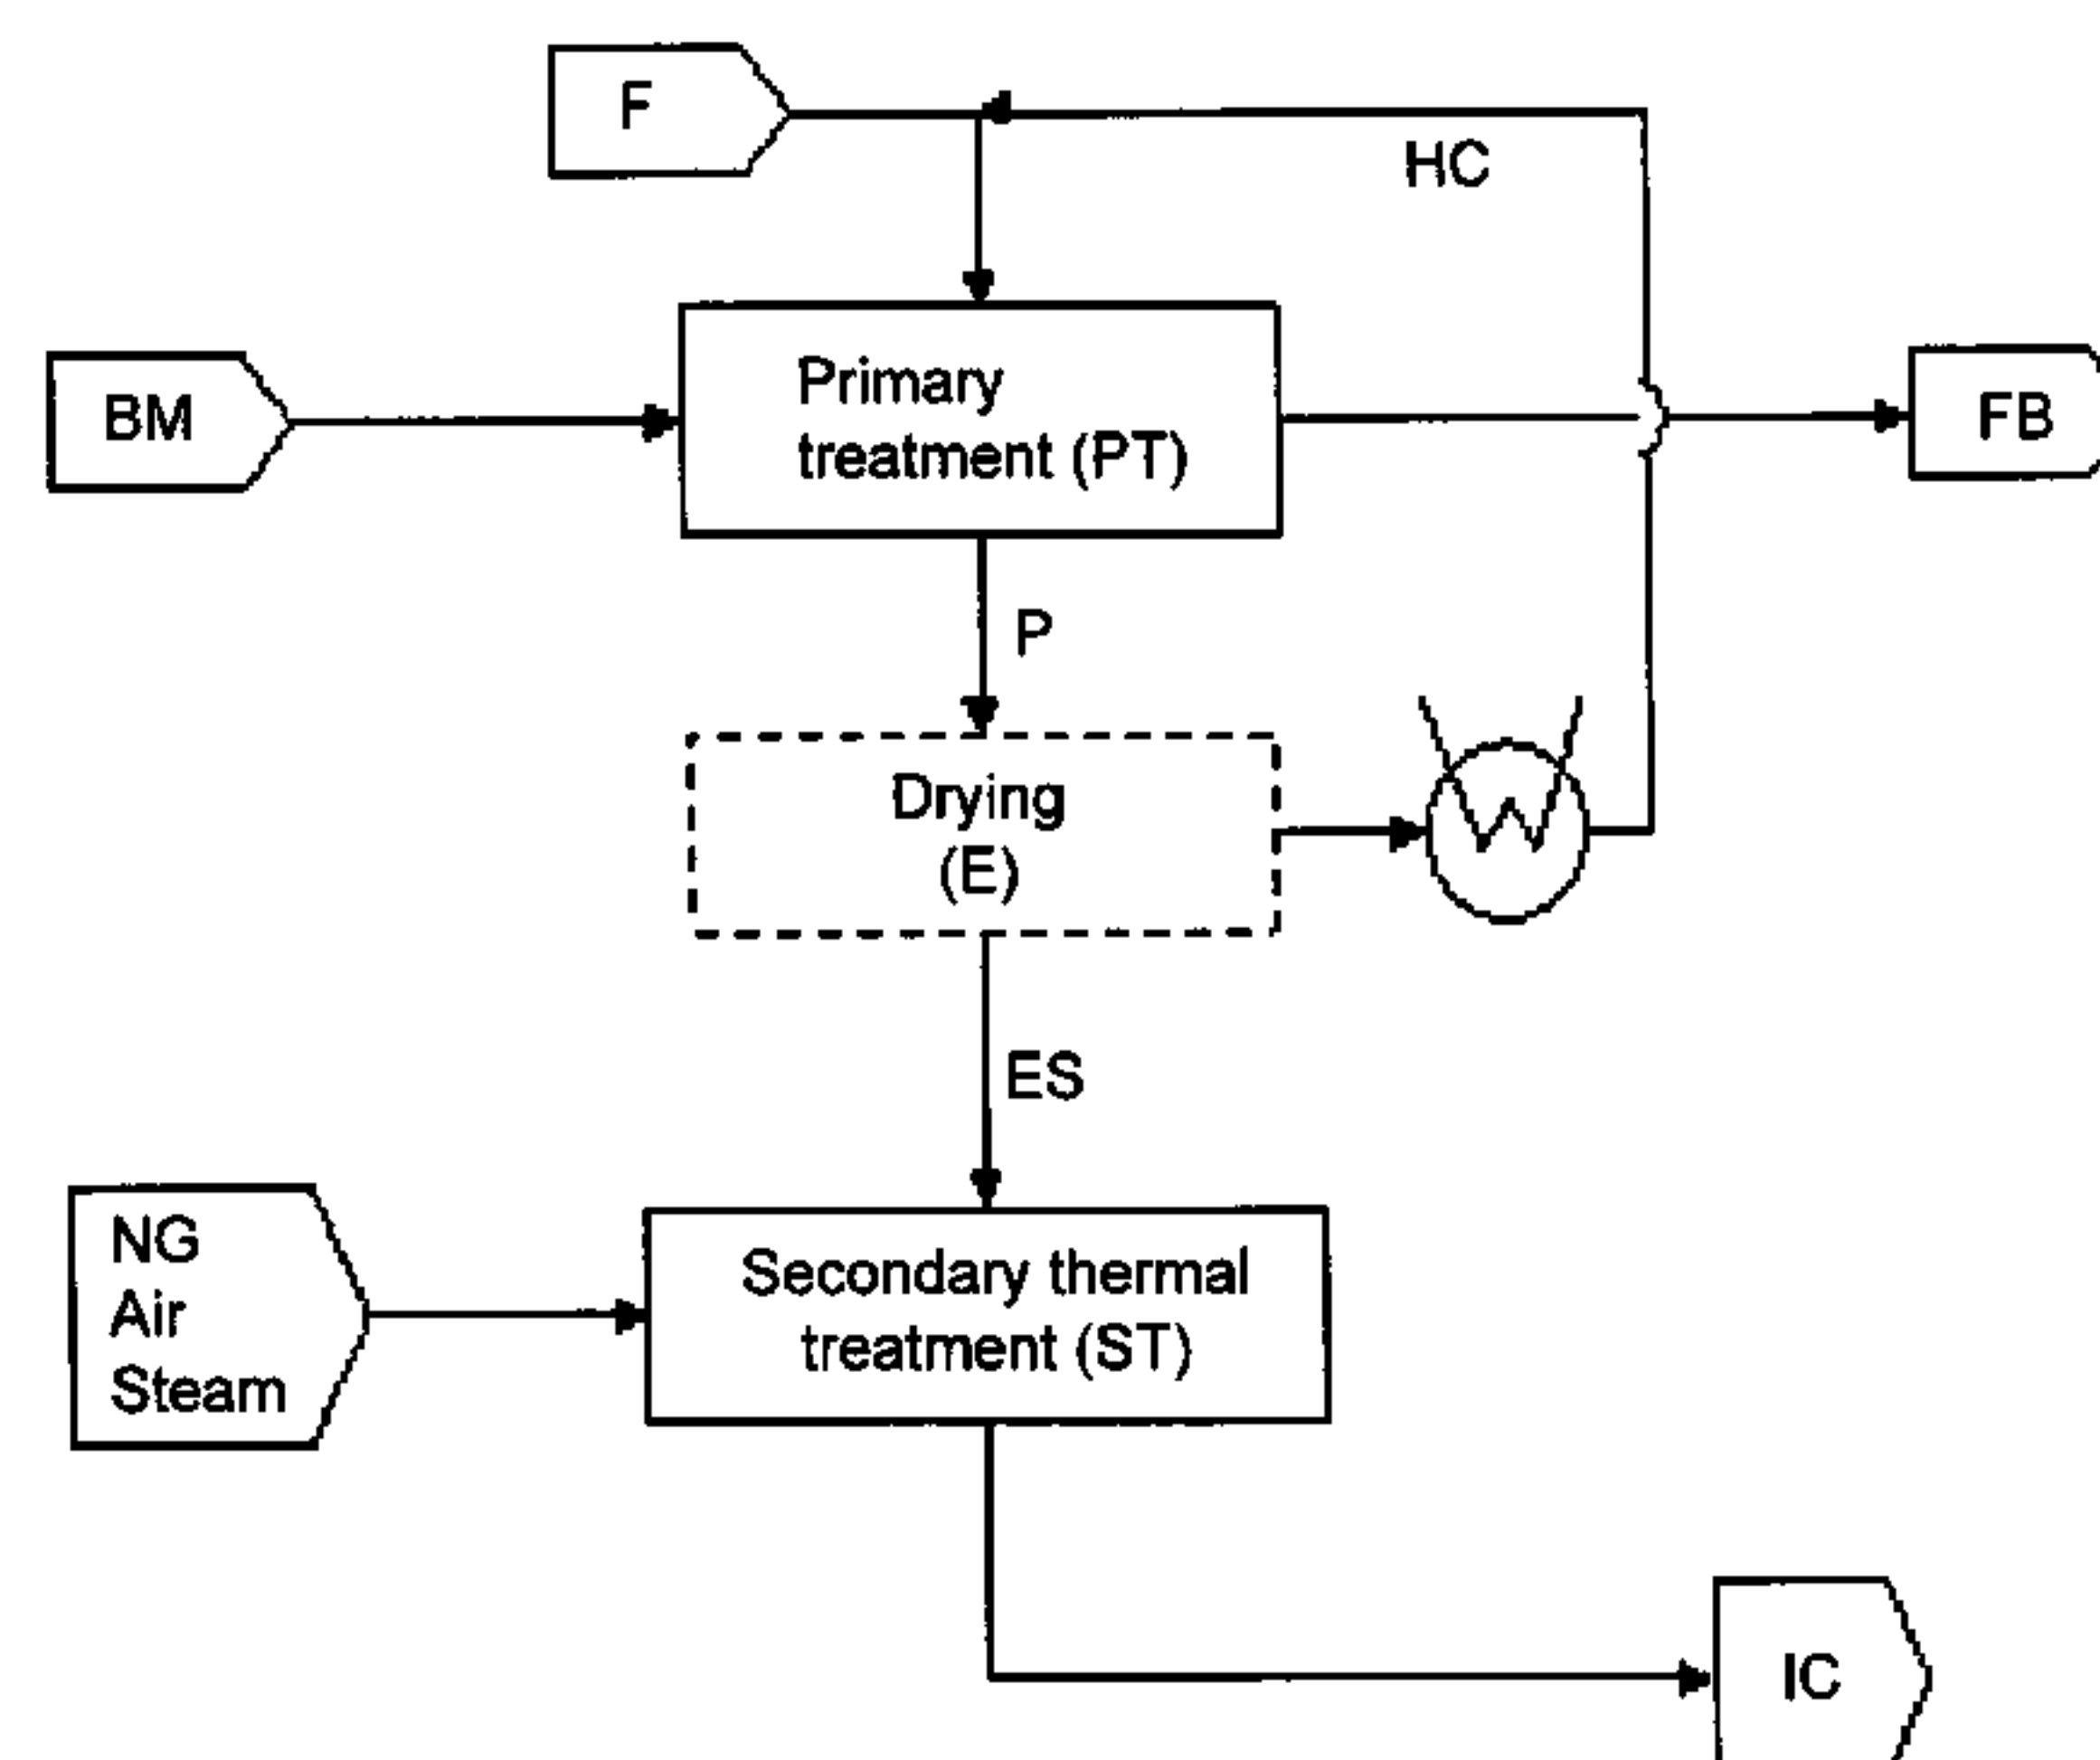 F
HC
BM
Primary
treatment (PT)
FB
P
Drying
(E)
ES
NG
Air
Steam
Secondary thermal
treatment (ST)
IC